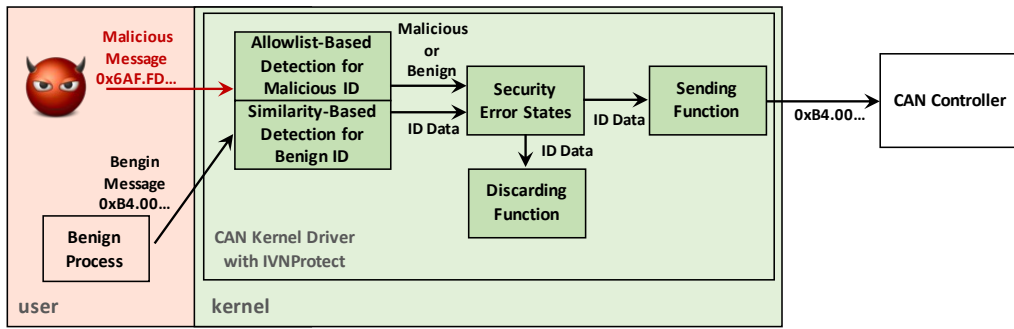 Malicious
Message
0x6AF.FD...
Bengin
Message
0xB4.00...
Benign
Process
user
Allowlist-Based
Detection for
Malicious ID
Similarity-Based
Detection for
Benign ID
Malicious
or
Benign
ID Data
Security
Error States
ID Data
Sending
Function
ID Data
Discarding
Function
CAN Kernel Driver
with IVNProtect
kernel
0xB4.00...
CAN Controller